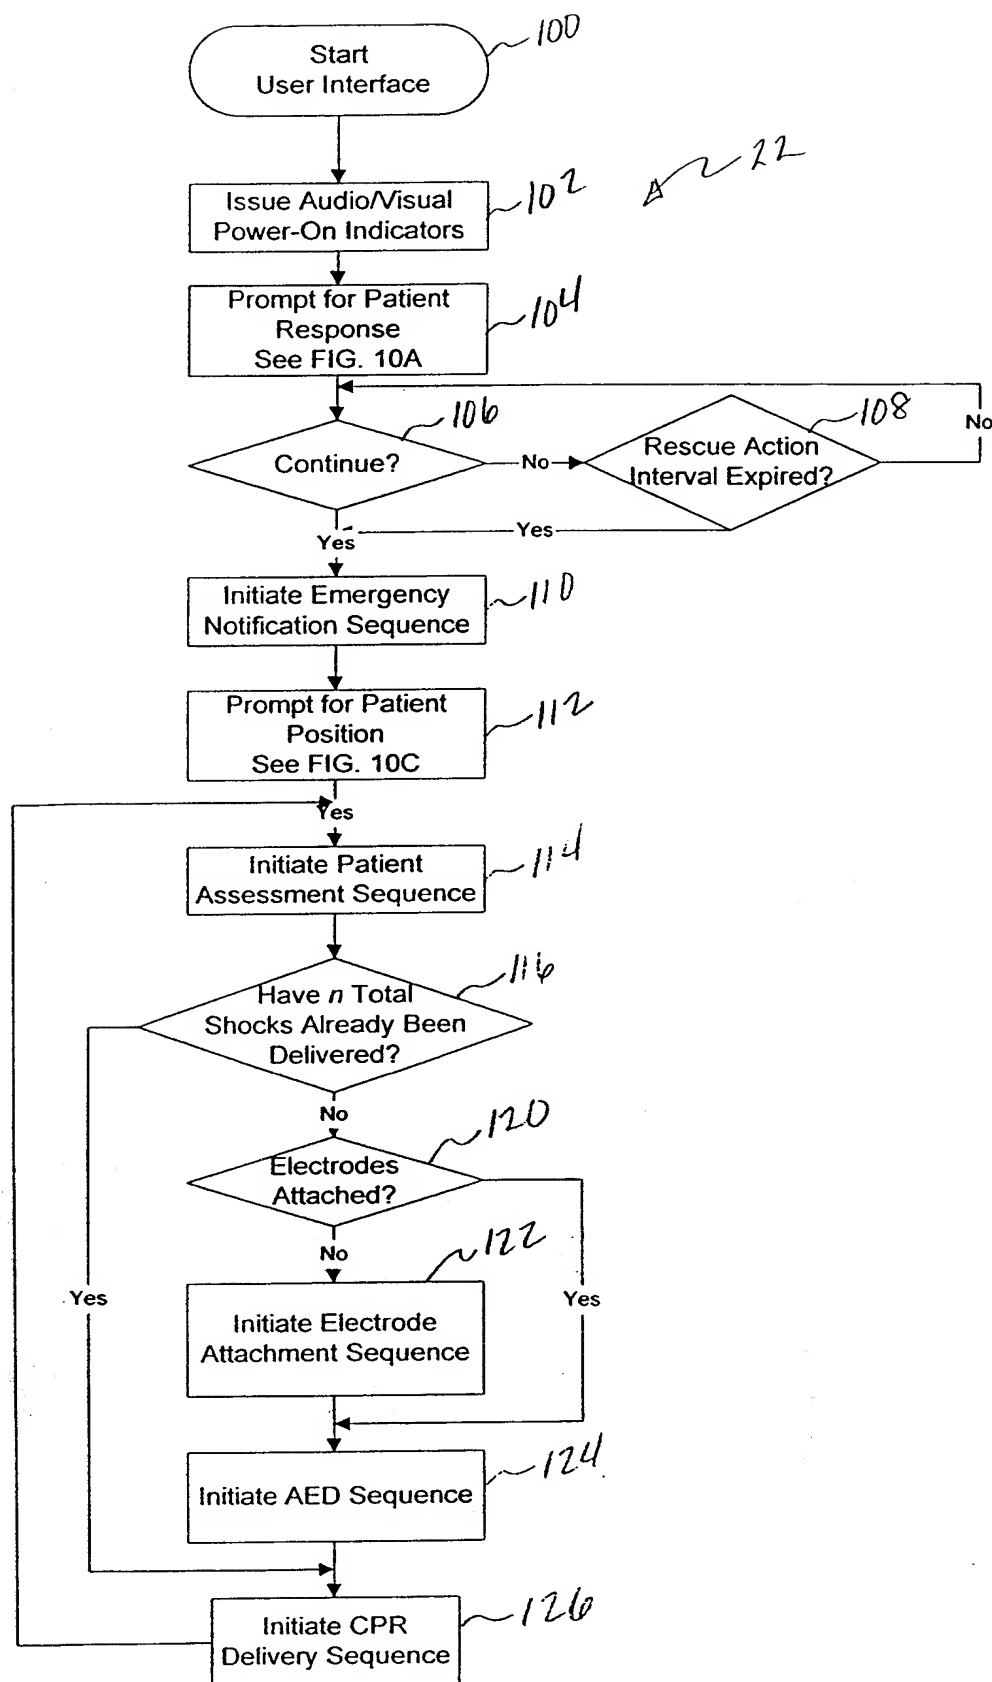 Start
User Interface
100
22
Issue Audio/Visual
Power-On Indicators
102
Prompt for Patient
Response
See FIG. 10A
104
Continue?
106
No
Rescue Action
Interval Expired?
108
No
Yes
Yes
Initiate Emergency
Notification Sequence
110
Prompt for Patient
Position
See FIG. 10C
112
Yes
Initiate Patient
Assessment Sequence
114
Have n Total
Shocks Already Been
Delivered?
116
No
Electrodes
Attached?
120
No
122
Yes
Yes
Initiate Electrode
Attachment Sequence
Initiate AED Sequence
124
Initiate CPR
Delivery Sequence
126